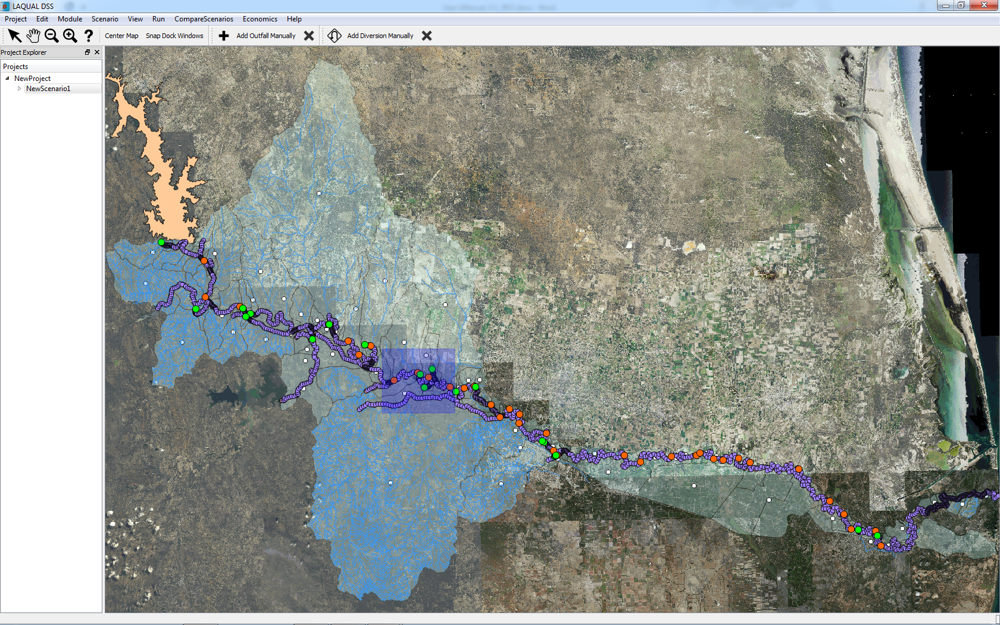 LAQUAL DSS
Project Edit Module Scenario View Run CompareScenarios Economics Help
? Center Map Snap Dock Windows Add Outfall Manually Add Diversion Manually
Project Explorer
Projects
NewProject
NewScenario1